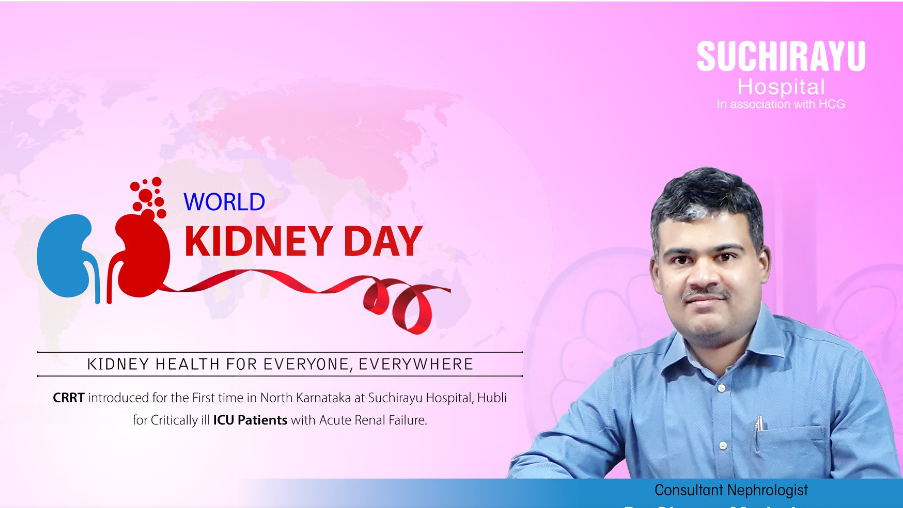 SUCHIRAYU
Hospital
In association with HCG
WORLD
KIDNEY DAY
KIDNEY HEALTH FOR EVERYONE, EVERYWHERE
CRRT introduced for the First time in North Karnataka at Suchirayu Hospital, Hubli
for Critically ill ICU Patients with Acute Renal Failure.
Consultant Nephrologist